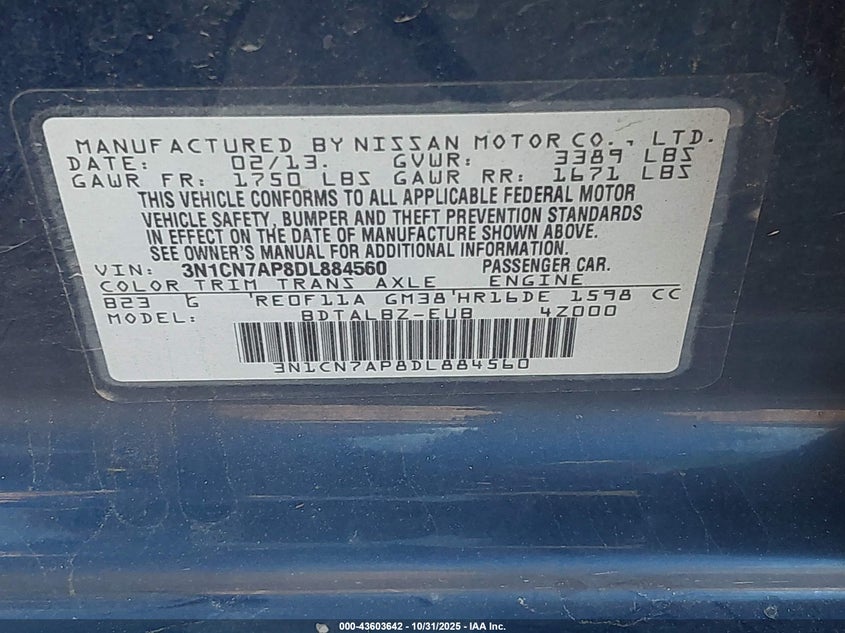 MANUFACTURED BY NISSAN MOTOR CO., LTD.
DATE: 02/13. GVWR: 3389 LBS
GAWR FR: 1750 LBS GAWR RR: 1671 LBS
THIS VEHICLE CONFORMS TO ALL APPLICABLE FEDERAL MOTOR
VEHICLE SAFETY, BUMPER AND THEFT PREVENTION STANDARDS
IN EFFECT ON THE DATE OF MANUFACTURE SHOWN ABOVE.
SEE OWNER'S MANUAL FOR ADDITIONAL INFORMATION.
VIN: 3N1CN7AP8DL884560 PASSENGER CAR.
COLOR TRIM TRANS AXLE ENGINE
B23 G RE0F11A GM38 HR16DE 1598 CC
MODEL: BDTALBZ-EUB 4Z000
3N1CN7AP8DL884560
000-43603642 - 10/31/2025 - IAA Inc.